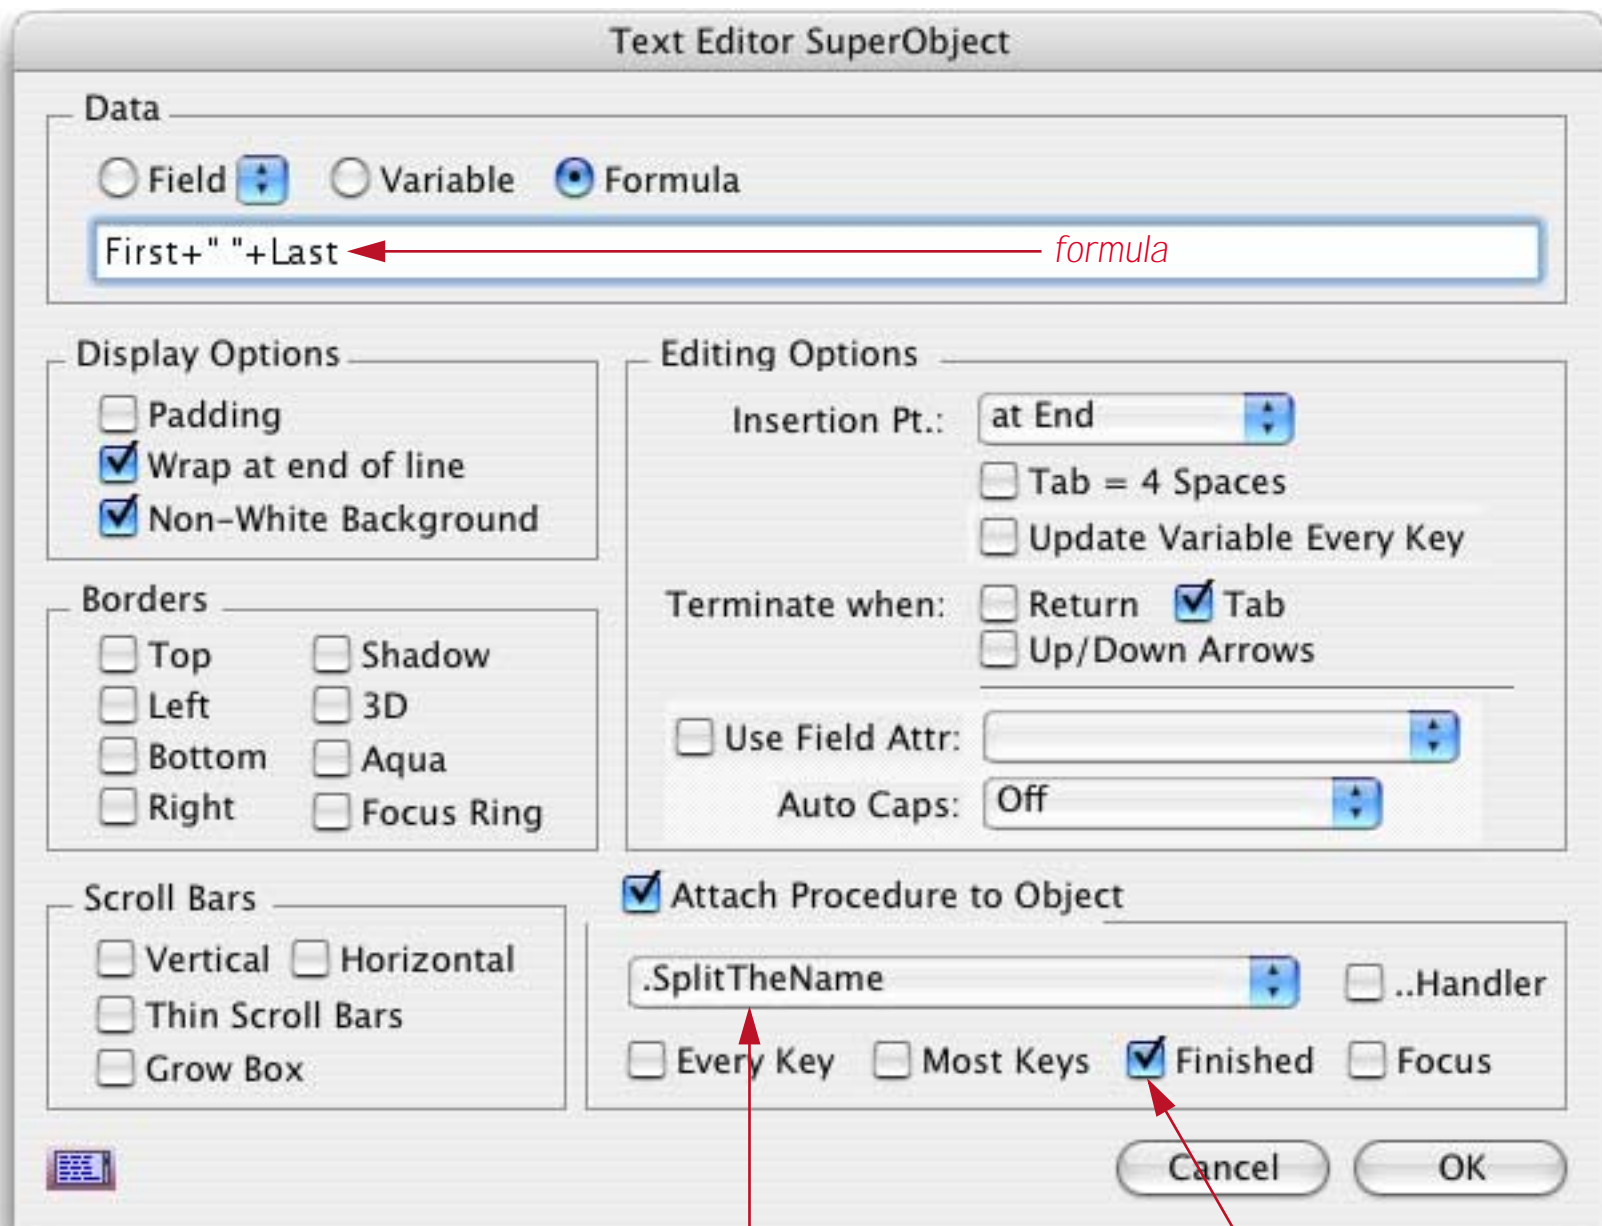 Text Editor SuperObject
Data
Field Variable Formula
First+" "+Last formula
Display Options
Padding
Wrap at end of line
Non-White Background
Editing Options
Insertion Pt.: at End
Tab = 4 Spaces
Update Variable Every Key
Terminate when: Return Tab
Up/Down Arrows
Use Field Attr:
Auto Caps: Off
Borders
Top Shadow
Left 3D
Bottom Aqua
Right Focus Ring
Scroll Bars
Vertical Horizontal
Thin Scroll Bars
Grow Box
Attach Procedure to Object
.SplitTheName ..Handler
Every Key Most Keys Finished Focus
Cancel OK